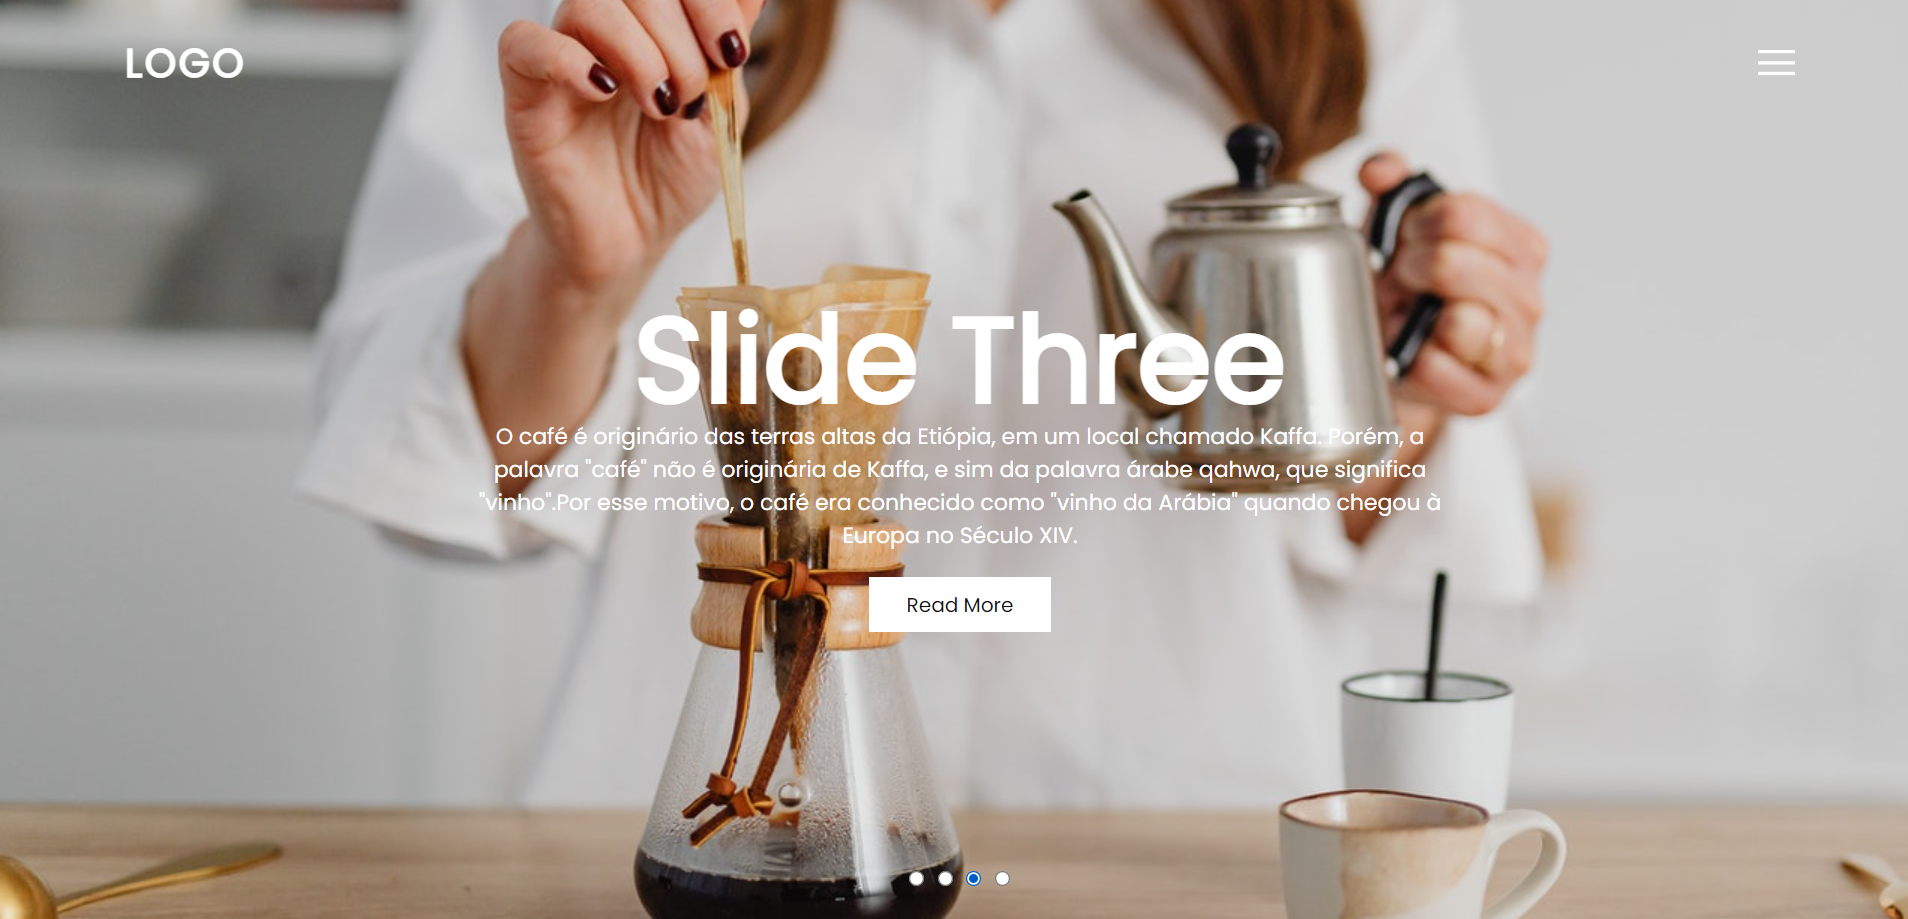 LOGO
Slide Three
O café é originário das terras altas da Etiópia, em um local chamado Kaffa. Porém, a
palavra "café" não é originária de Kaffa, e sim da palavra árabe qahwa, que significa
"vinho".Por esse motivo, o café era conhecido como "vinho da Arábia" quando chegou à
Europa no Século XIV.
Read More